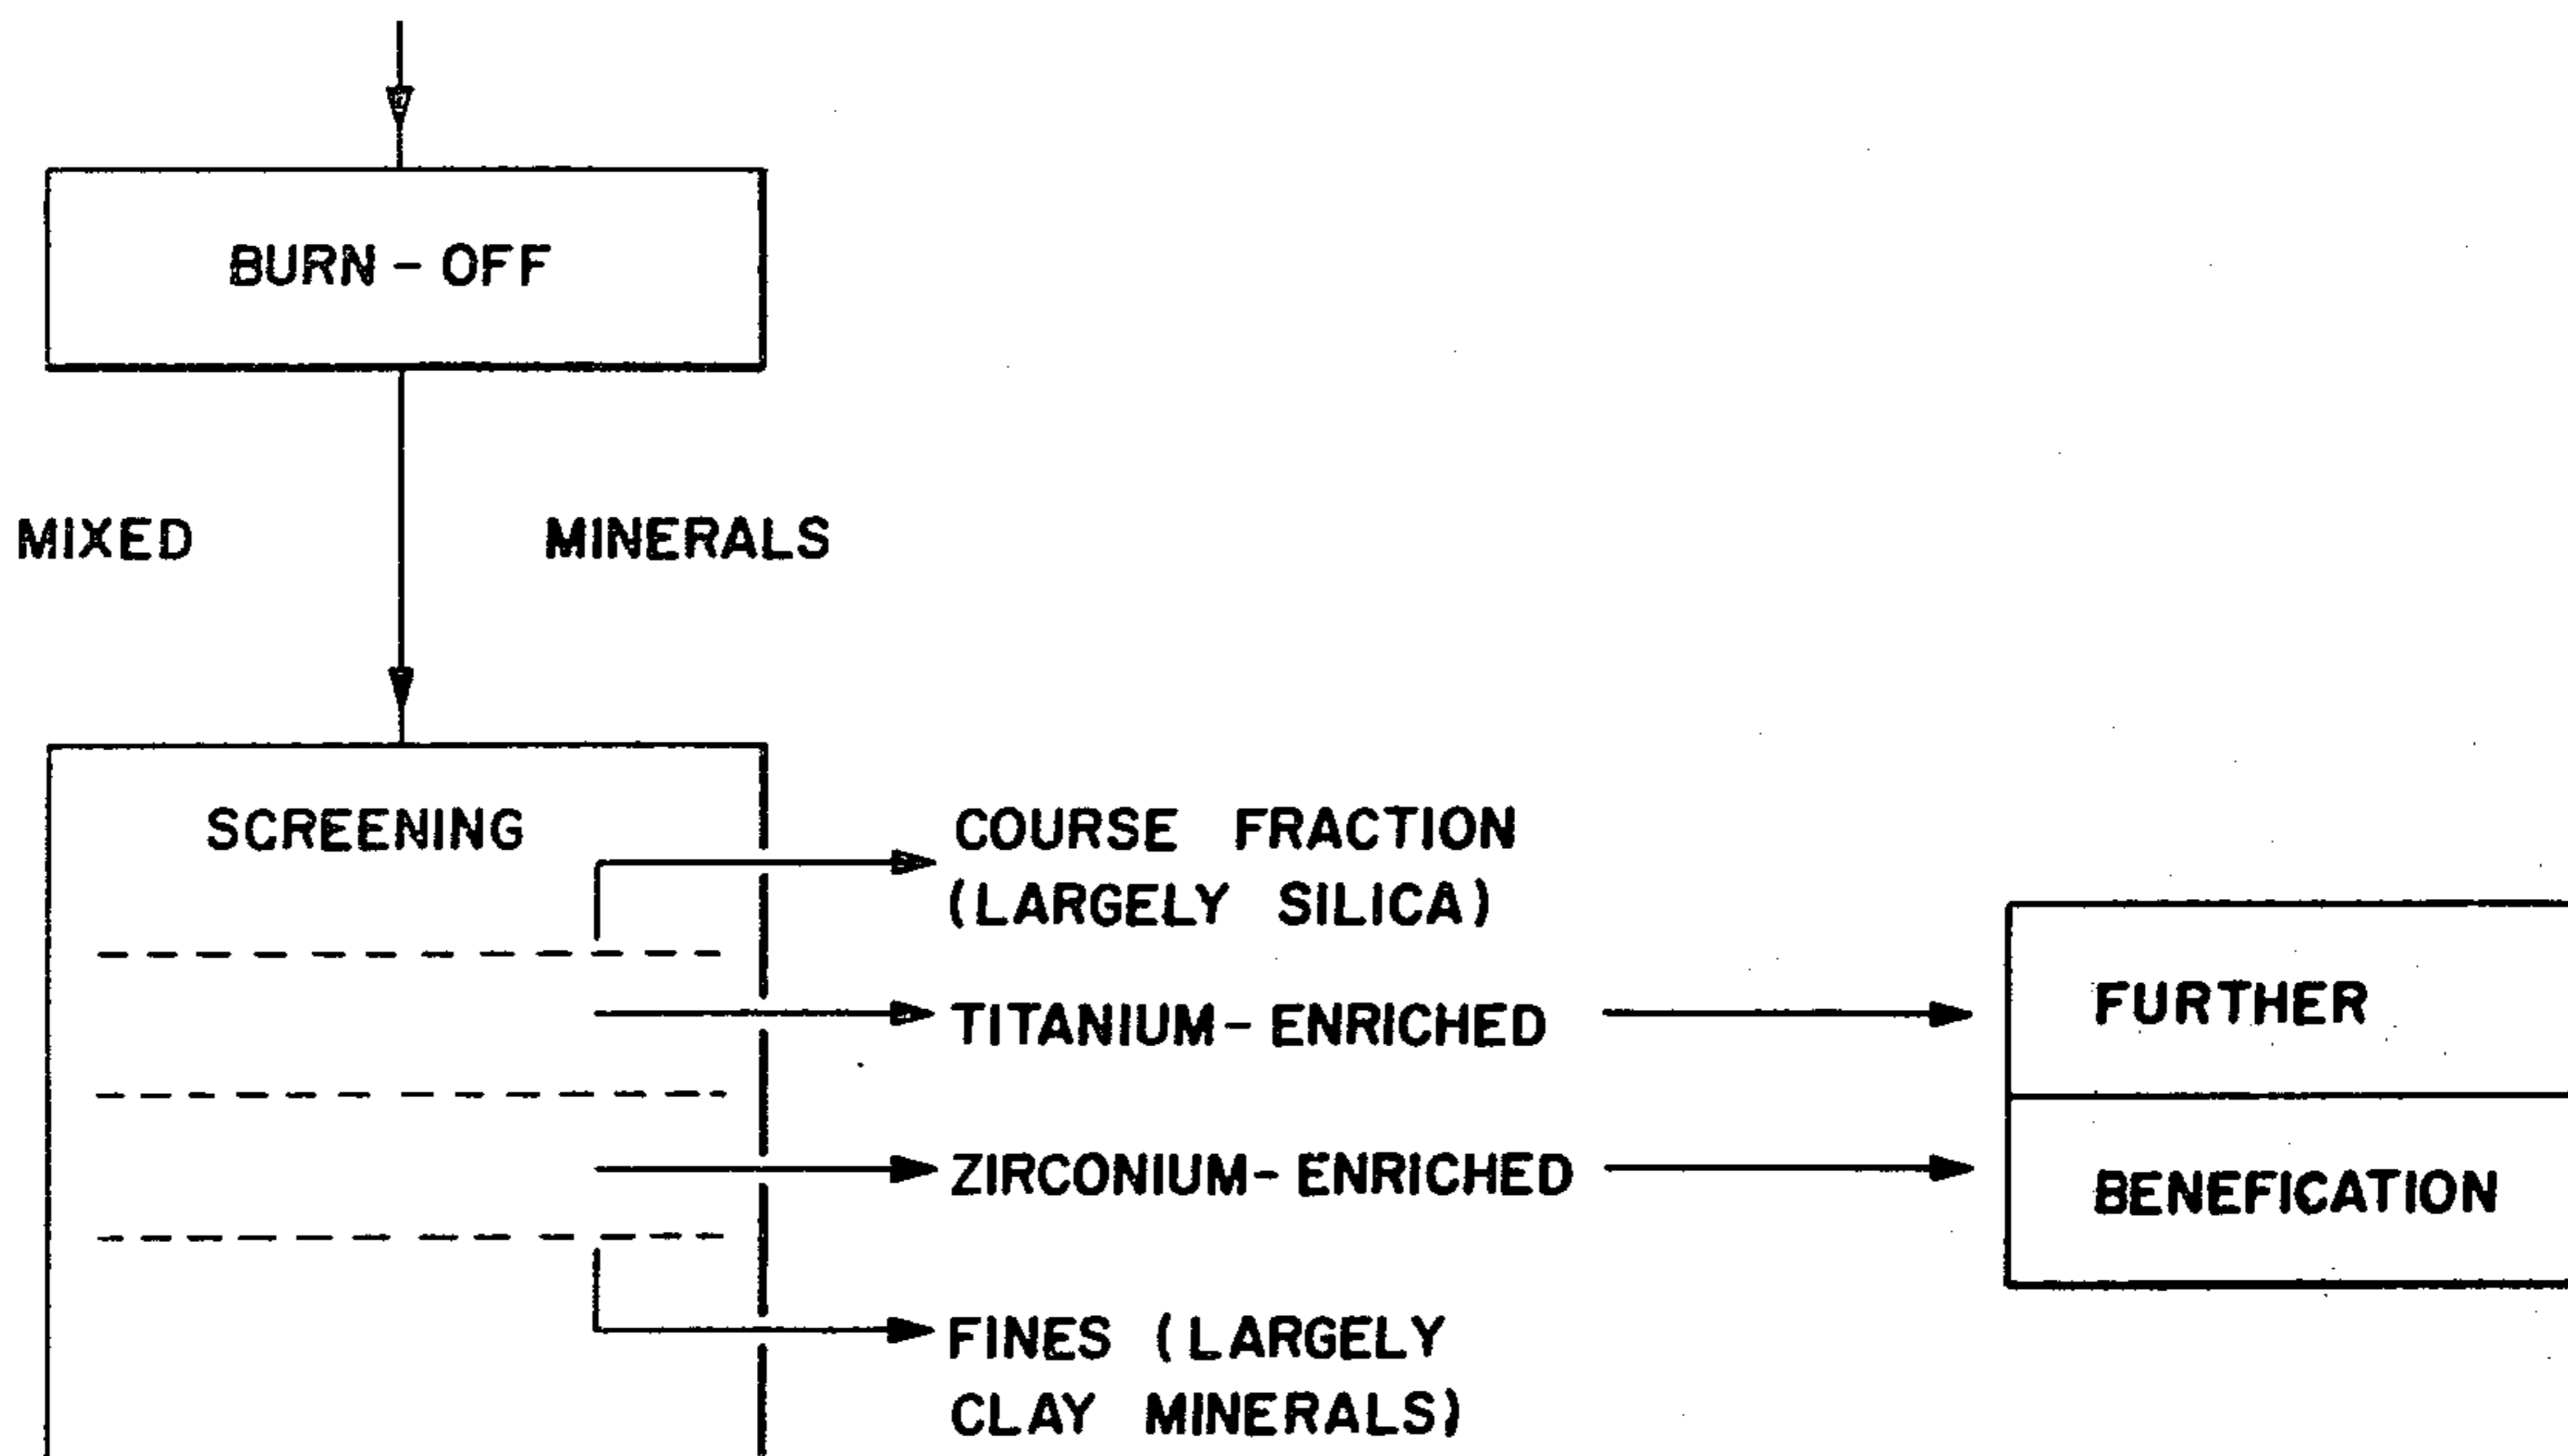 BURN - OFF
MIXED MINERALS
SCREENING
COURSE FRACTION
(LARGELY SILICA)
TITANIUM - ENRICHED
ZIRCONIUM - ENRICHED
FINES (LARGELY
CLAY MINERALS)
FURTHER
BENEFICATION